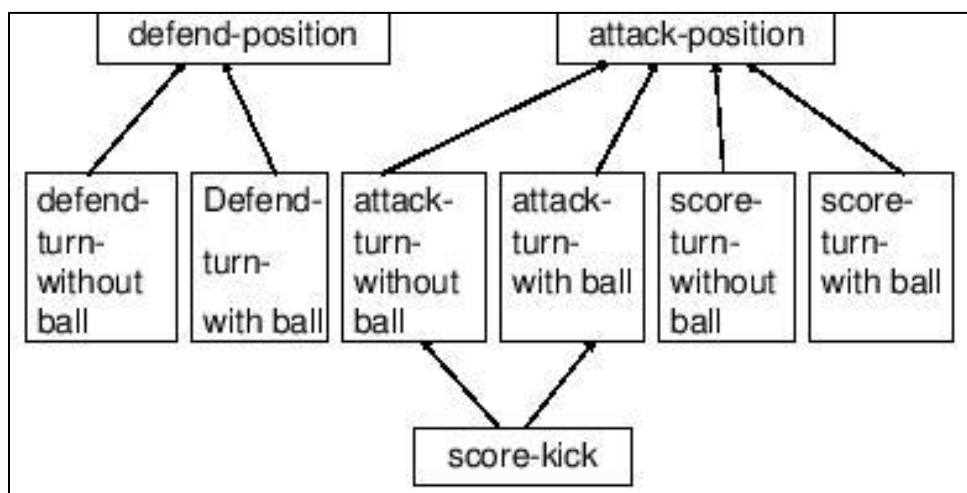 defend-position
attack-position
defend-
turn-
without
ball
Defend-
turn-
with ball
attack-
turn-
without
ball
attack-
turn-
with ball
score-
turn-
without
ball
score-
turn-
with ball
score-kick